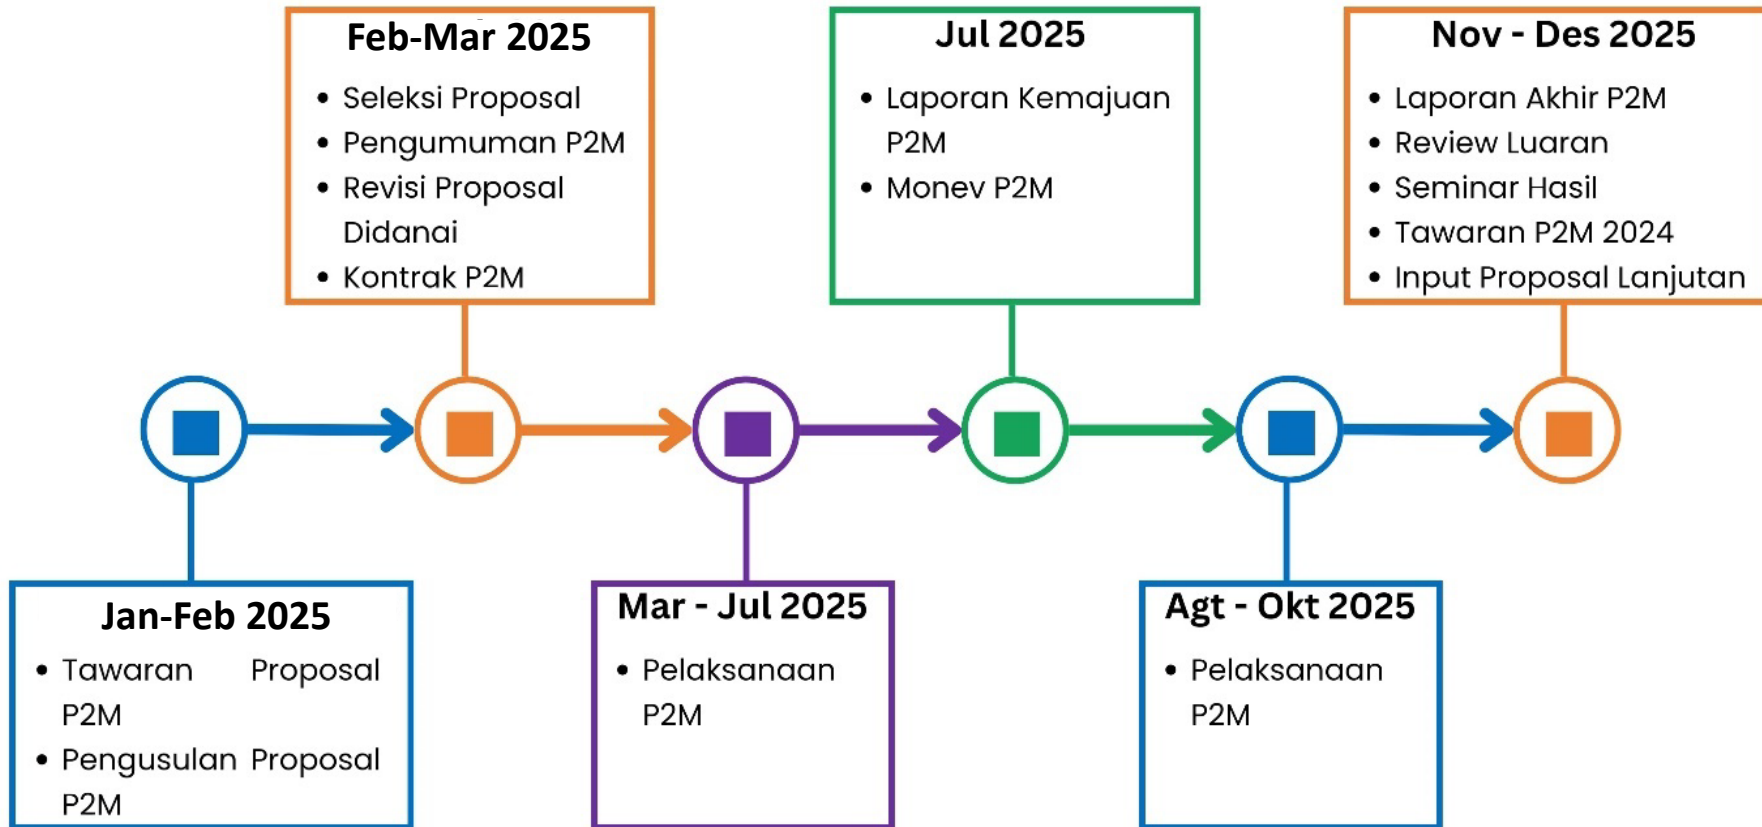 Feb-Mar 2025
• Seleksi Proposal
• Pengumuman P2M
• Revisi Proposal
Didanai
• Kontrak P2M
Jul 2025
• Laporan Kemajuan
P2M
• Monev P2M
Nov - Des 2025
• Laporan Akhir P2M
• Review Luaran
• Seminar Hasil
• Tawaran P2M 2024
• Input Proposal Lanjutan
Jan-Feb 2025
• Tawaran Proposal
P2M
• Pengusulan Proposal
P2M
Mar - Jul 2025
• Pelaksanaan
P2M
Agt - Okt 2025
• Pelaksanaan
P2M